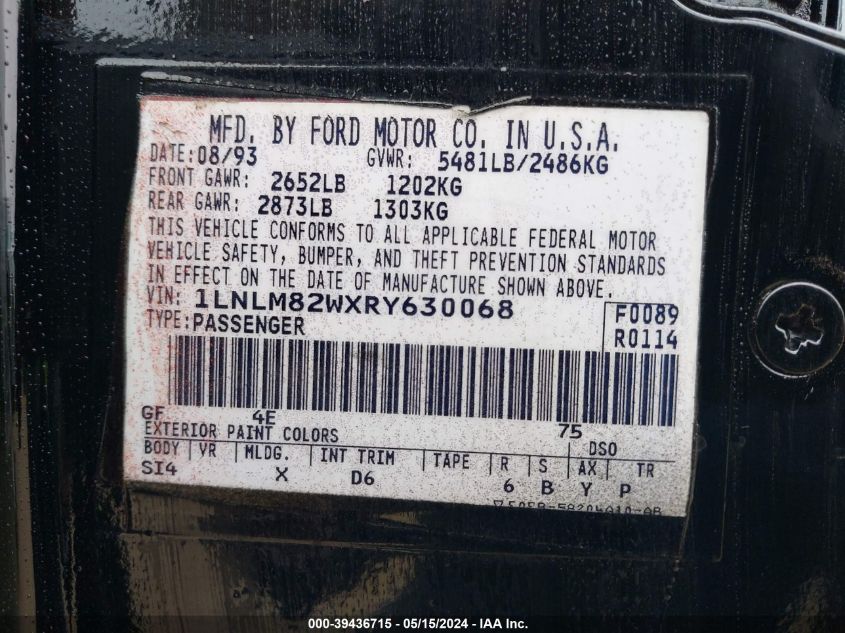 MFD. BY FORD MOTOR CO. IN U.S.A.
DATE: 08/93 GVWR: 5481LB/2486KG
FRONT GAWR: 2652LB 1202KG
REAR GAWR: 2873LB 1303KG
THIS VEHICLE CONFORMS TO ALL APPLICABLE FEDERAL MOTOR
VEHICLE SAFETY, BUMPER, AND THEFT PREVENTION STANDARDS
IN EFFECT ON THE DATE OF MANUFACTURE SHOWN ABOVE.
VIN: 1LNLM82WXRY630068 F0089
TYPE: PASSENGER R0114
GF 4E 75
EXTERIOR PAINT COLORS DSO
BODY VR MLDG. INT TRIM TAPE R S AX TR
SI4 X D6 6 B Y P
000-39436715 - 05/15/2024 - IAA Inc.